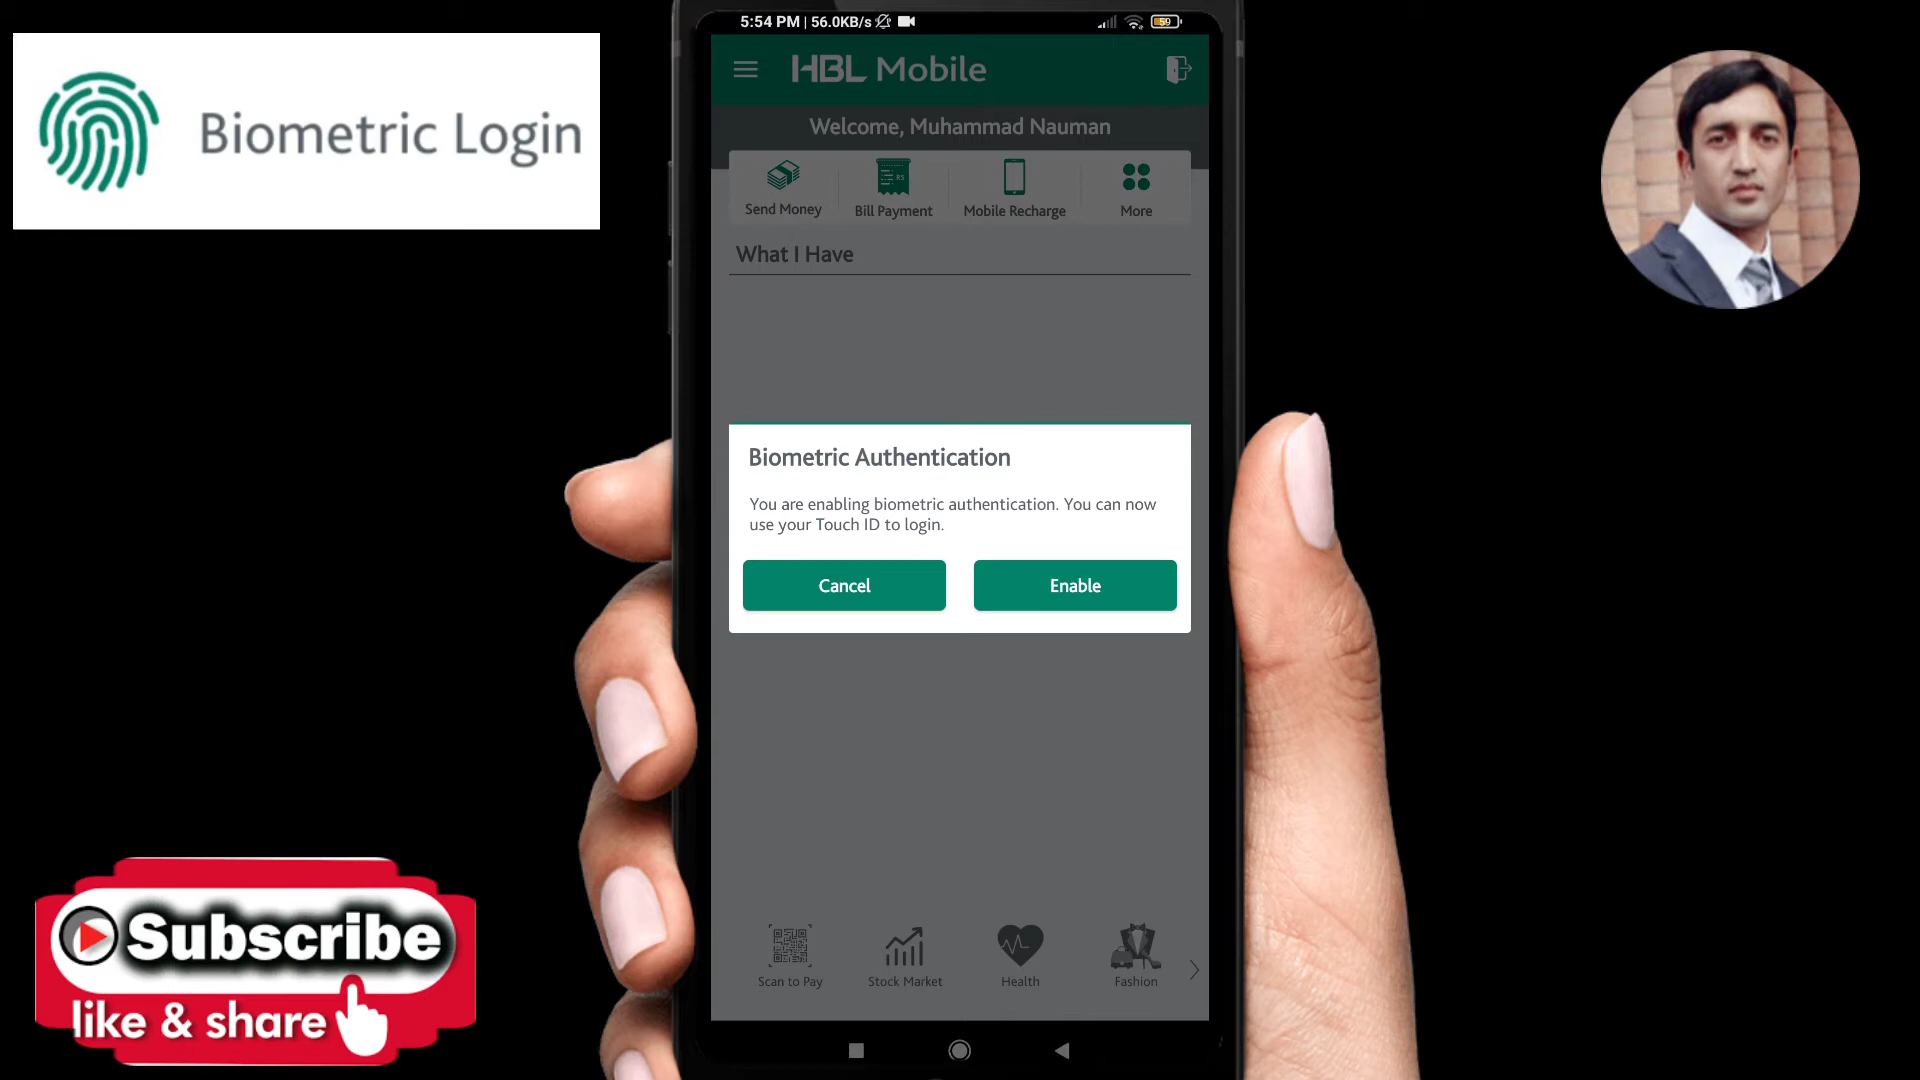 5:54 PM | 56.0KB/s
59
Biometric Login
HBL Mobile
Welcome, Muhammad Nauman
Send Money
Bill Payment
Mobile Recharge
More
RS
What I Have
Biometric Authentication
You are enabling biometric authentication. You can now
use your Touch ID to login.
Cancel
Enable
Scan to Pay
Stock Market
Health
Fashion
Subscribe
like & share